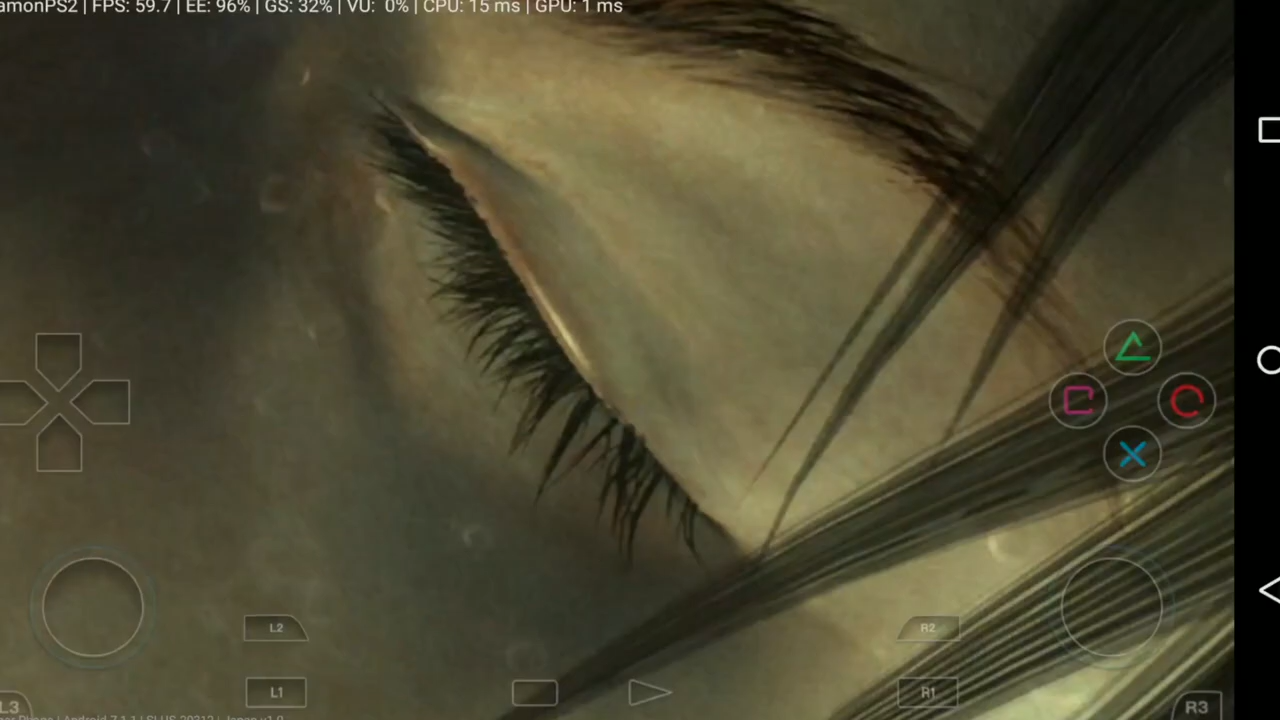 amonPS2 | FPS: 59.7 | EE: 96% | GS: 32% | VU: 0% | CPU: 15 ms | GPU: 1 ms
L2
R2
L1
R1
L3
R3